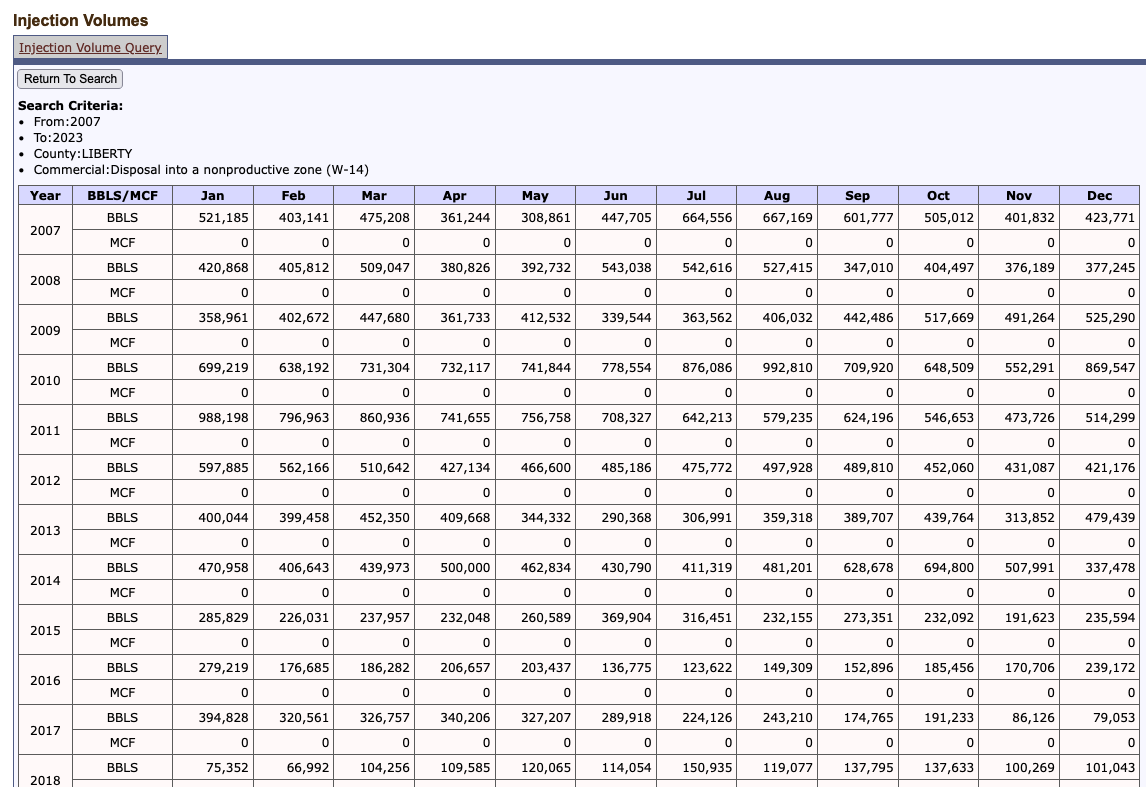 Injection Volumes
Injection Volume Query
Return To Search
Search Criteria:
• From:2007
• To:2023
• County:LIBERTY
• Commercial:Disposal into a nonproductive zone (W-14)
Year BBLS/MCF Jan Feb Mar Apr May Jun Jul Aug Sep Oct Nov Dec
2007 BBLS 521,185 403,141 475,208 361,244 308,861 447,705 664,556 667,169 601,777 505,012 401,832 423,771
MCF 0 0 0 0 0 0 0 0 0 0 0 0
2008 BBLS 420,868 405,812 509,047 380,826 392,732 543,038 542,616 527,415 347,010 404,497 376,189 377,245
MCF 0 0 0 0 0 0 0 0 0 0 0 0
2009 BBLS 358,961 402,672 447,680 361,733 412,532 339,544 363,562 406,032 442,486 517,669 491,264 525,290
MCF 0 0 0 0 0 0 0 0 0 0 0 0
2010 BBLS 699,219 638,192 731,304 732,117 741,844 778,554 876,086 992,810 709,920 648,509 552,291 869,547
MCF 0 0 0 0 0 0 0 0 0 0 0 0
2011 BBLS 988,198 796,963 860,936 741,655 756,758 708,327 642,213 579,235 624,196 546,653 473,726 514,299
MCF 0 0 0 0 0 0 0 0 0 0 0 0
2012 BBLS 597,885 562,166 510,642 427,134 466,600 485,186 475,772 497,928 489,810 452,060 431,087 421,176
MCF 0 0 0 0 0 0 0 0 0 0 0 0
2013 BBLS 400,044 399,458 452,350 409,668 344,332 290,368 306,991 359,318 389,707 439,764 313,852 479,439
MCF 0 0 0 0 0 0 0 0 0 0 0 0
2014 BBLS 470,958 406,643 439,973 500,000 462,834 430,790 411,319 481,201 628,678 694,800 507,991 337,478
MCF 0 0 0 0 0 0 0 0 0 0 0 0
2015 BBLS 285,829 226,031 237,957 232,048 260,589 369,904 316,451 232,155 273,351 232,092 191,623 235,594
MCF 0 0 0 0 0 0 0 0 0 0 0 0
2016 BBLS 279,219 176,685 186,282 206,657 203,437 136,775 123,622 149,309 152,896 185,456 170,706 239,172
MCF 0 0 0 0 0 0 0 0 0 0 0 0
2017 BBLS 394,828 320,561 326,757 340,206 327,207 289,918 224,126 243,210 174,765 191,233 86,126 79,053
MCF 0 0 0 0 0 0 0 0 0 0 0 0
2018 BBLS 75,352 66,992 104,256 109,585 120,065 114,054 150,935 119,077 137,795 137,633 100,269 101,043